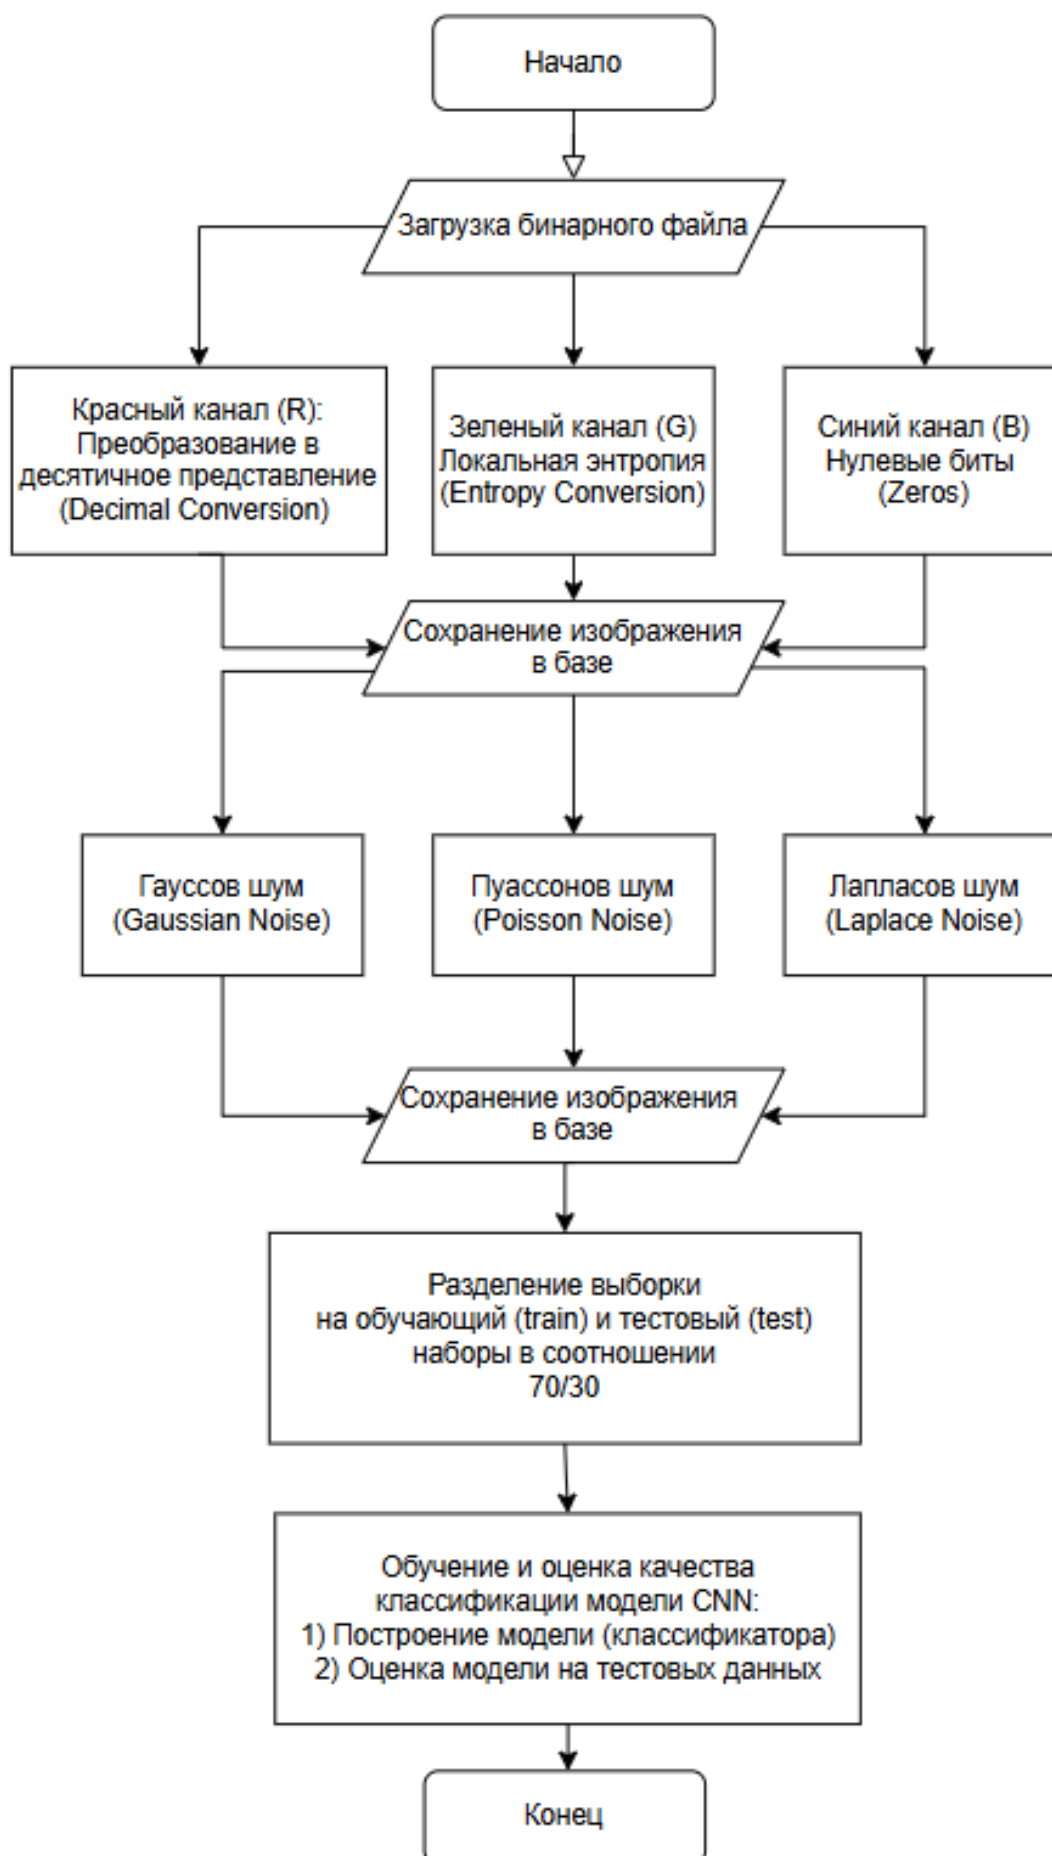 Начало
Загрузка бинарного файла
Красный канал (R):
Преобразование в
десятичное представление
(Decimal Conversion)
Зеленый канал (G)
Локальная энтропия
(Entropy Conversion)
Синий канал (B)
Нулевые биты
(Zeros)
Сохранение изображения
в базе
Гауссов шум
(Gaussian Noise)
Пуассонов шум
(Poisson Noise)
Лапласов шум
(Laplace Noise)
Сохранение изображения
в базе
Разделение выборки
на обучающий (train) и тестовый (test)
наборы в соотношении
70/30
Обучение и оценка качества
классификации модели CNN:
1) Построение модели (классификатора)
2) Оценка модели на тестовых данных
Конец